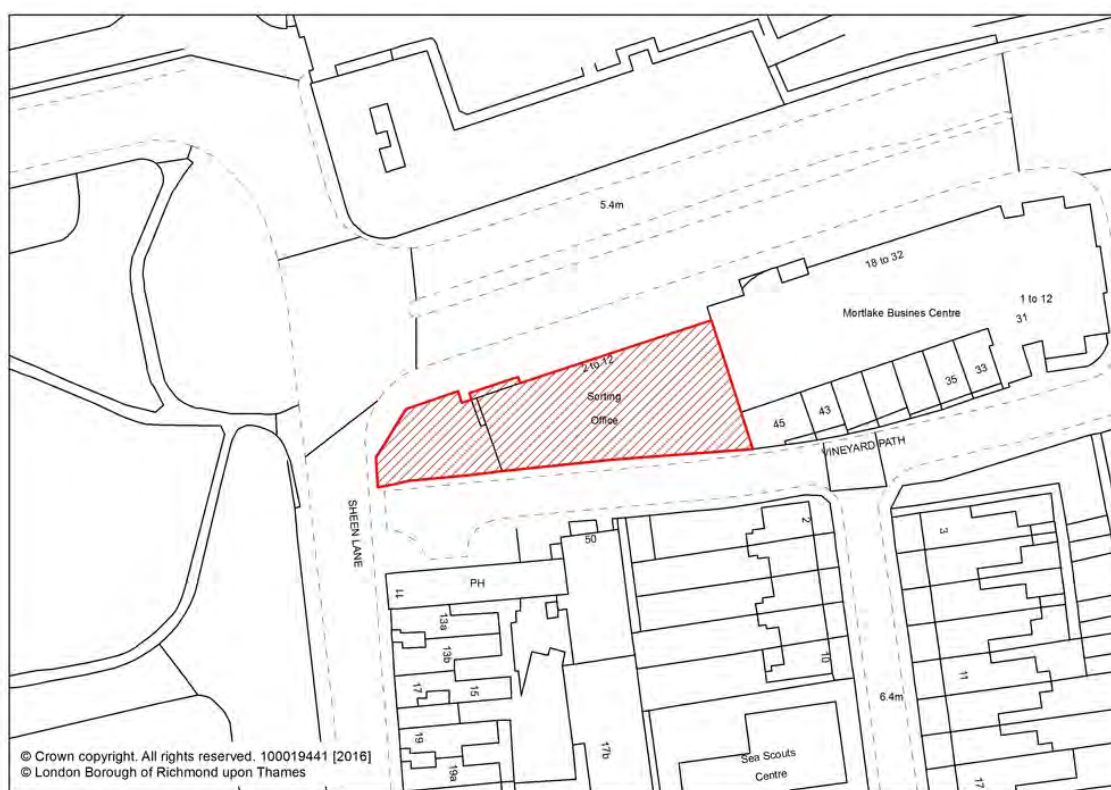 5.4m
18 to 32
Mortlake Busines Centre
1 to 12
31
2 to 12
Sorting
Office
35
33
43
45
VINEYARD PATH
SHEEN LANE
50
2
3
PH
11
13a
13b
15
17
10
11
19
19a
17b
6.4m
Sea Scouts
Centre
17
© Crown copyright. All rights reserved. 100019441 [2016]
© London Borough of Richmond upon Thames